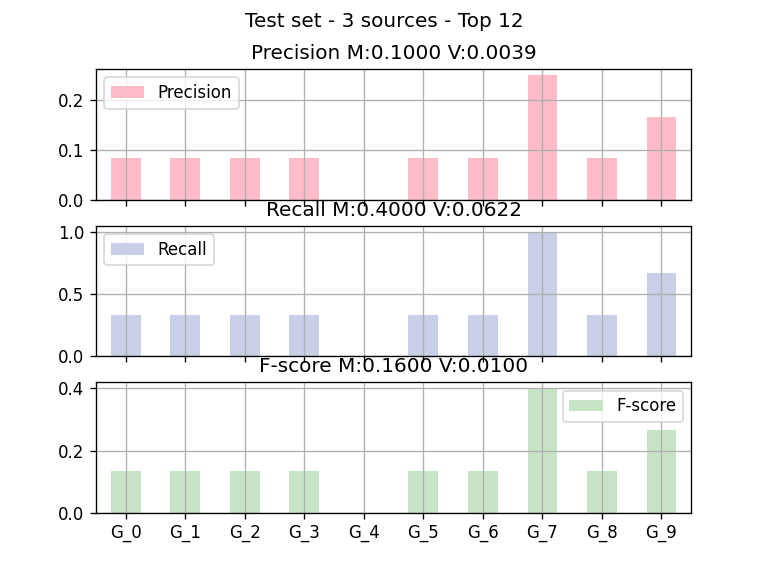 Test set - 3 sources - Top 12
Precision M:0.1000 V:0.0039
Precision
0.2
0.1
0.0
Recall M:0.4000 V:0.0622
Recall
1.0
0.5
0.0
F-score M:0.1600 V:0.0100
F-score
0.4
0.2
0.0
G_0 G_1 G_2 G_3 G_4 G_5 G_6 G_7 G_8 G_9